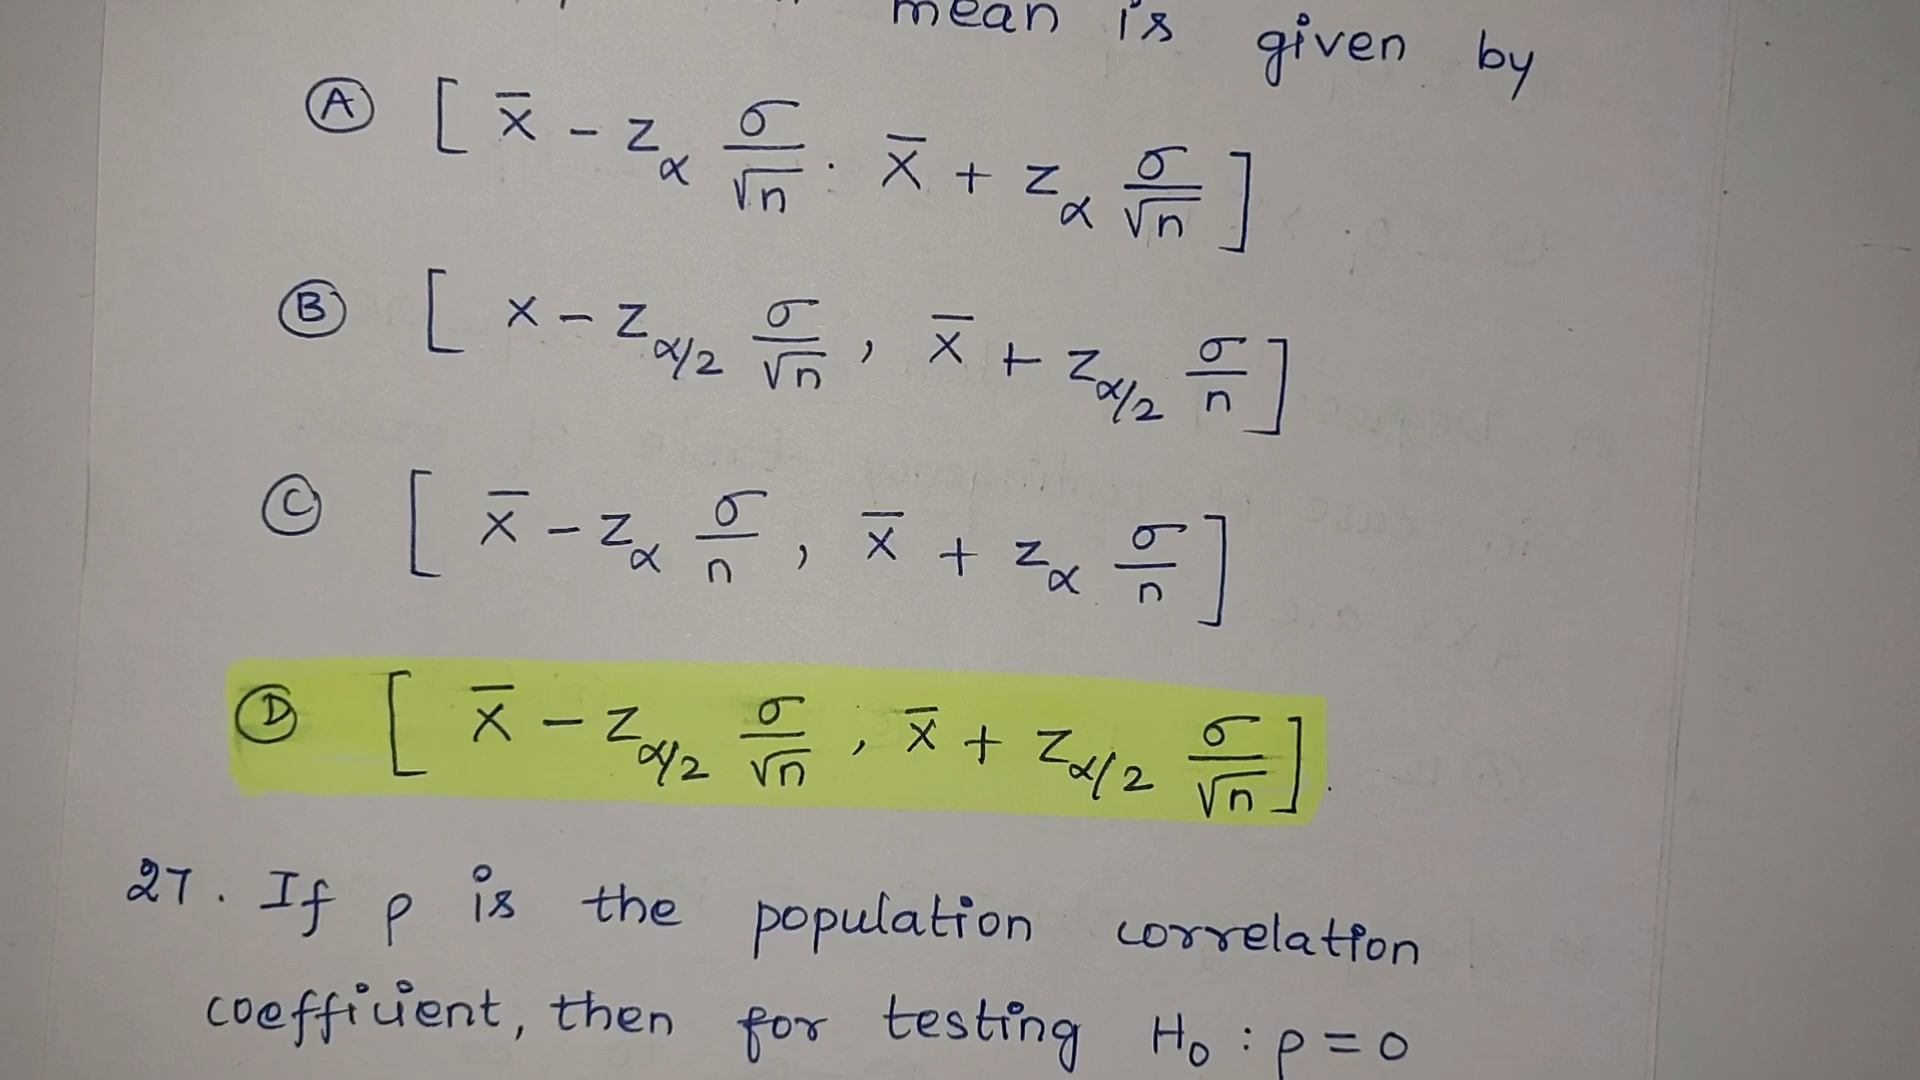 mean is given by
Ⓐ [ x̄ - z_α σ/√n . x̄ + z_α σ/√n ]
Ⓑ [ x - z_α/2 σ/√n , x̄ + z_α/2 σ/n ]
Ⓒ [ x̄ - z_α σ/n , x̄ + z_α σ/n ]
Ⓓ [ x̄ - z_α/2 σ/√n , x̄ + z_α/2 σ/√n ].
27. If ρ is the population correlation
coefficient, then for testing H₀ : ρ = 0